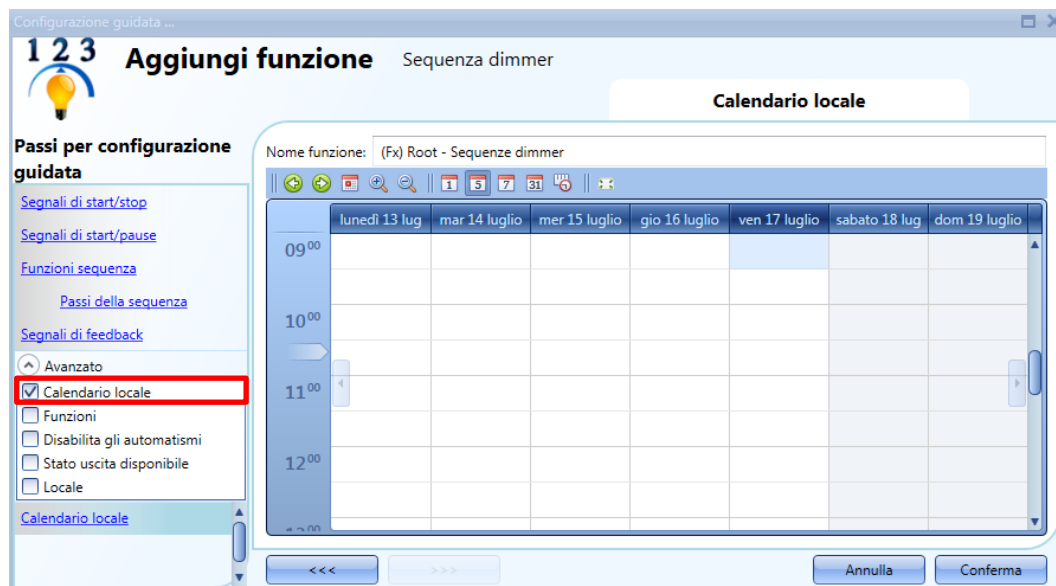 Configurazione guidata ...
1 2 3
Aggiungi funzione
Sequenza dimmer
Calendario locale
Passi per configurazione
guidata
Segnali di start/stop
Segnali di start/pause
Funzioni sequenza
Passi della sequenza
Segnali di feedback
Avanzato
Calendario locale
Funzioni
Disabilita gli automatismi
Stato uscita disponibile
Locale
Calendario locale
Nome funzione: (Fx) Root - Sequenze dimmer
1 5 7 31
lunedì 13 lug mar 14 luglio mer 15 luglio gio 16 luglio ven 17 luglio sabato 18 lug dom 19 luglio
09 00
10 00
11 00
12 00
<<< >>> Annulla Conferma